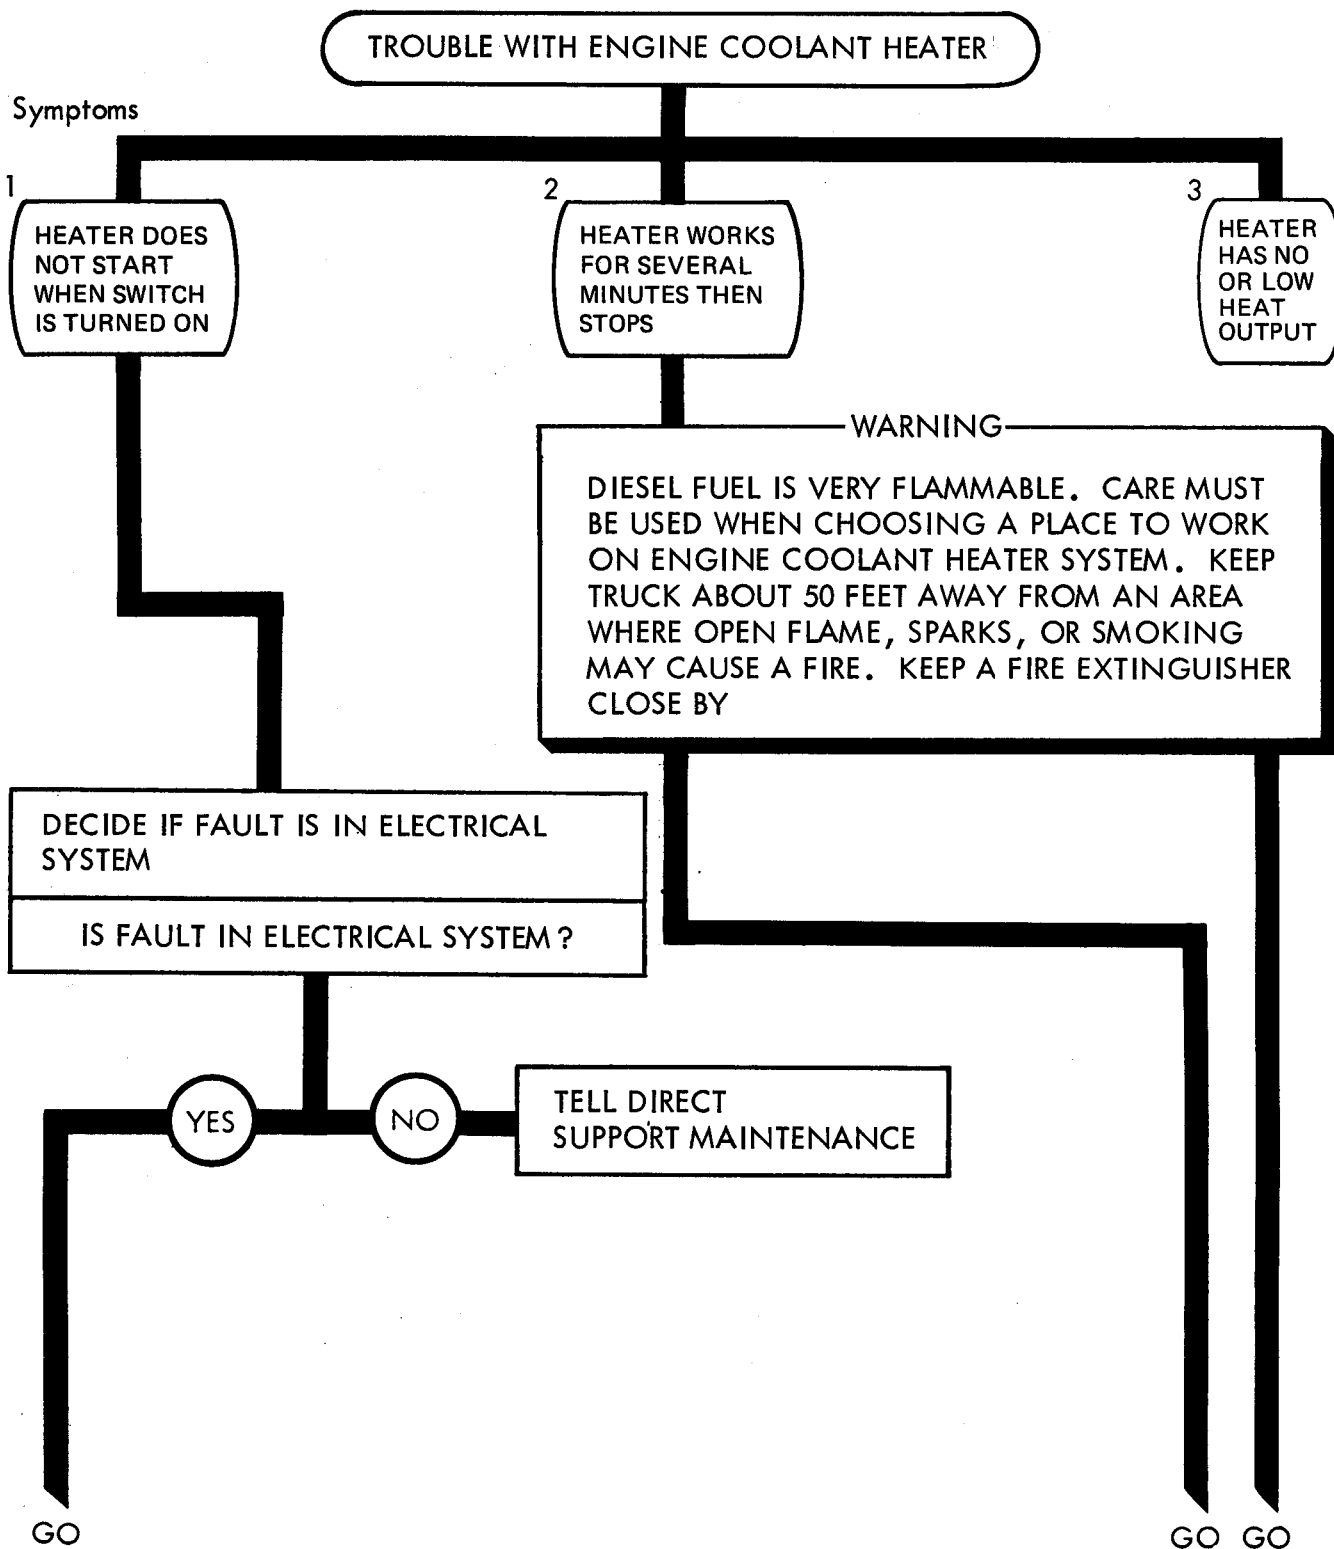 TROUBLE WITH ENGINE COOLANT HEATER
Symptoms
1
HEATER DOES
NOT START
WHEN SWITCH
IS TURNED ON
2
HEATER WORKS
FOR SEVERAL
MINUTES THEN
STOPS
3
HEATER
HAS NO
OR LOW
HEAT
OUTPUT
WARNING
DIESEL FUEL IS VERY FLAMMABLE. CARE MUST
BE USED WHEN CHOOSING A PLACE TO WORK
ON ENGINE COOLANT HEATER SYSTEM. KEEP
TRUCK ABOUT 50 FEET AWAY FROM AN AREA
WHERE OPEN FLAME, SPARKS, OR SMOKING
MAY CAUSE A FIRE. KEEP A FIRE EXTINGUISHER
CLOSE BY
DECIDE IF FAULT IS IN ELECTRICAL
SYSTEM
IS FAULT IN ELECTRICAL SYSTEM?
YES
NO
TELL DIRECT
SUPPORT MAINTENANCE
GO
GO
GO